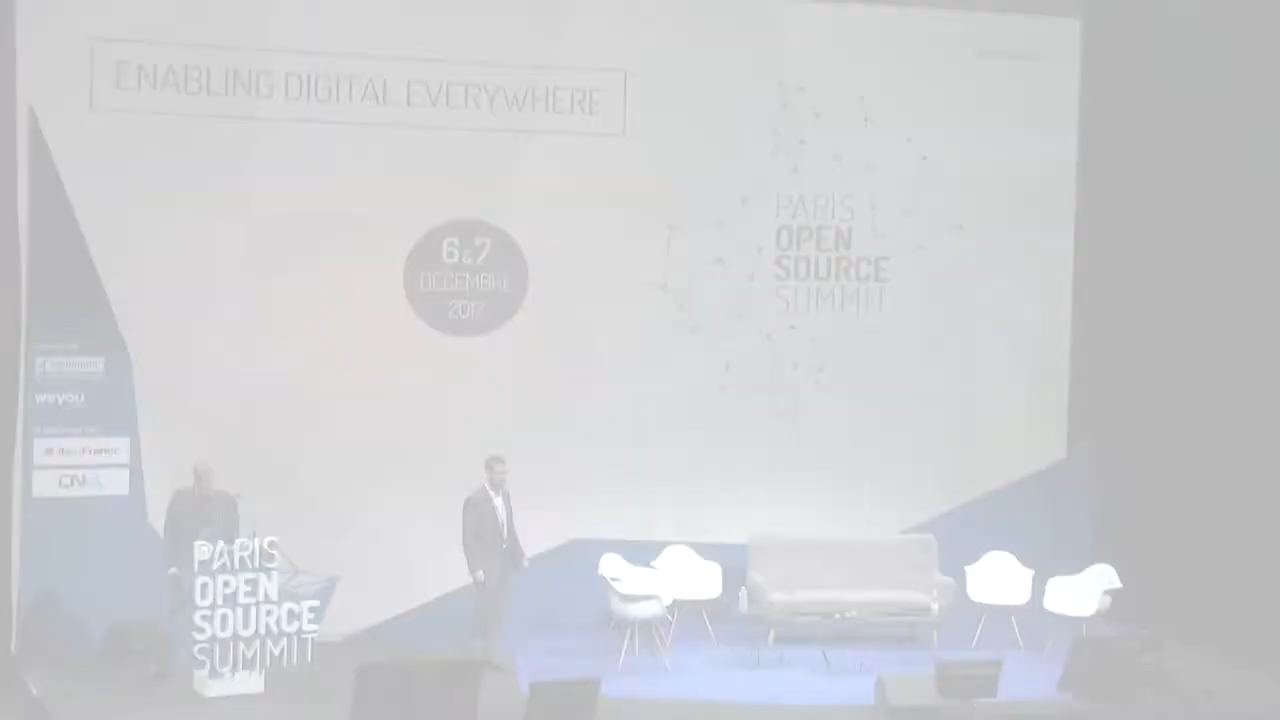 ENABLING DIGITAL EVERYWHERE
6&7
DECEMBRE
2017
PARIS
OPEN
SOURCE
SUMMIT
weyou
PARIS
OPEN
SOURCE
SUMMIT